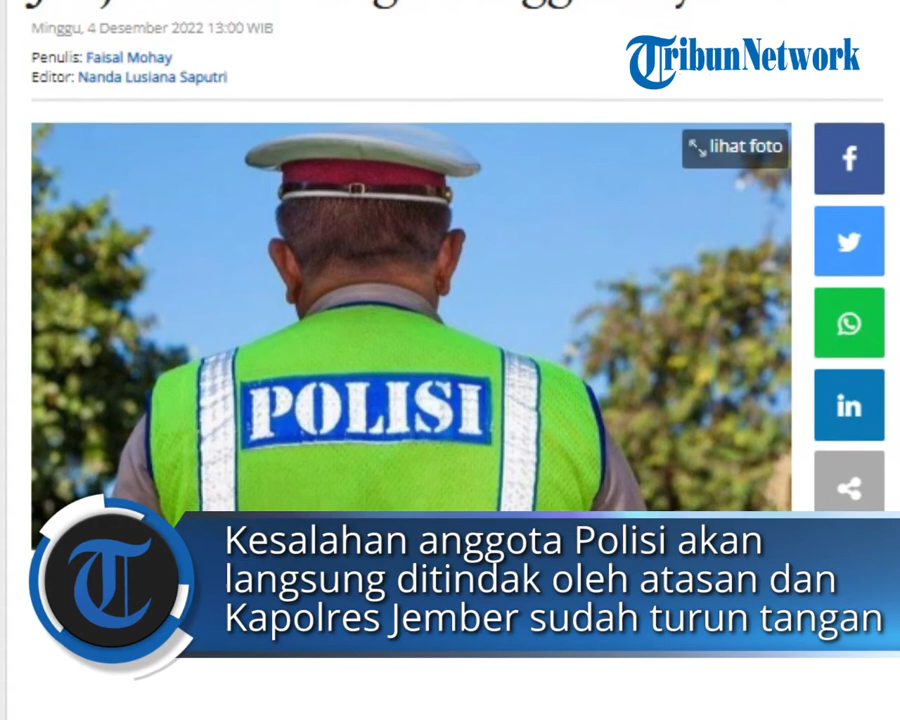 Minggu, 4 Desember 2022 13:00 WIB
Penulis: Faisal Mohay
Editor: Nanda Lusiana Saputri
TribunNetwork
lihat foto
POLISI
Kesalahan anggota Polisi akan
langsung ditindak oleh atasan dan
Kapolres Jember sudah turun tangan